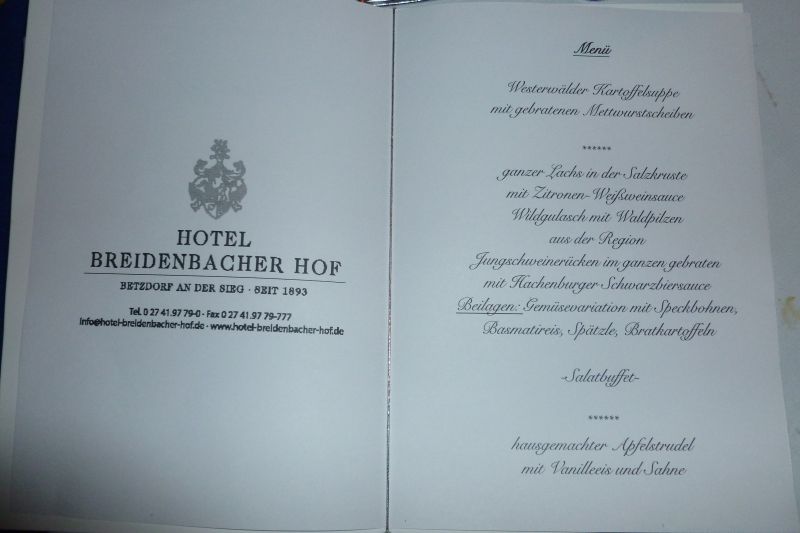 HOTEL
BREIDENBACHER HOF
BETZDORF AN DER SIEG · SEIT 1893
Tel. 0 27 41.97 79-0 · Fax 0 27 41.97 79-777
info@hotel-breidenbacher-hof.de · www.hotel-breidenbacher-hof.de
Menü
Westerwälder Kartoffelsuppe
mit gebratenen Mettwurstscheiben
******
ganzer Lachs in der Salzkruste
mit Zitronen-Weißweinsauce
Wildgulasch mit Waldpilzen
aus der Region
Jungschweinerücken im ganzen gebraten
mit Hachenburger Schwarzbiersauce
Beilagen: Gemüsevariation mit Speckbohnen,
Basmatireis, Spätzle, Bratkartoffeln
-Salatbuffet-
******
hausgemachter Apfelstrudel
mit Vanilleeis und Sahne